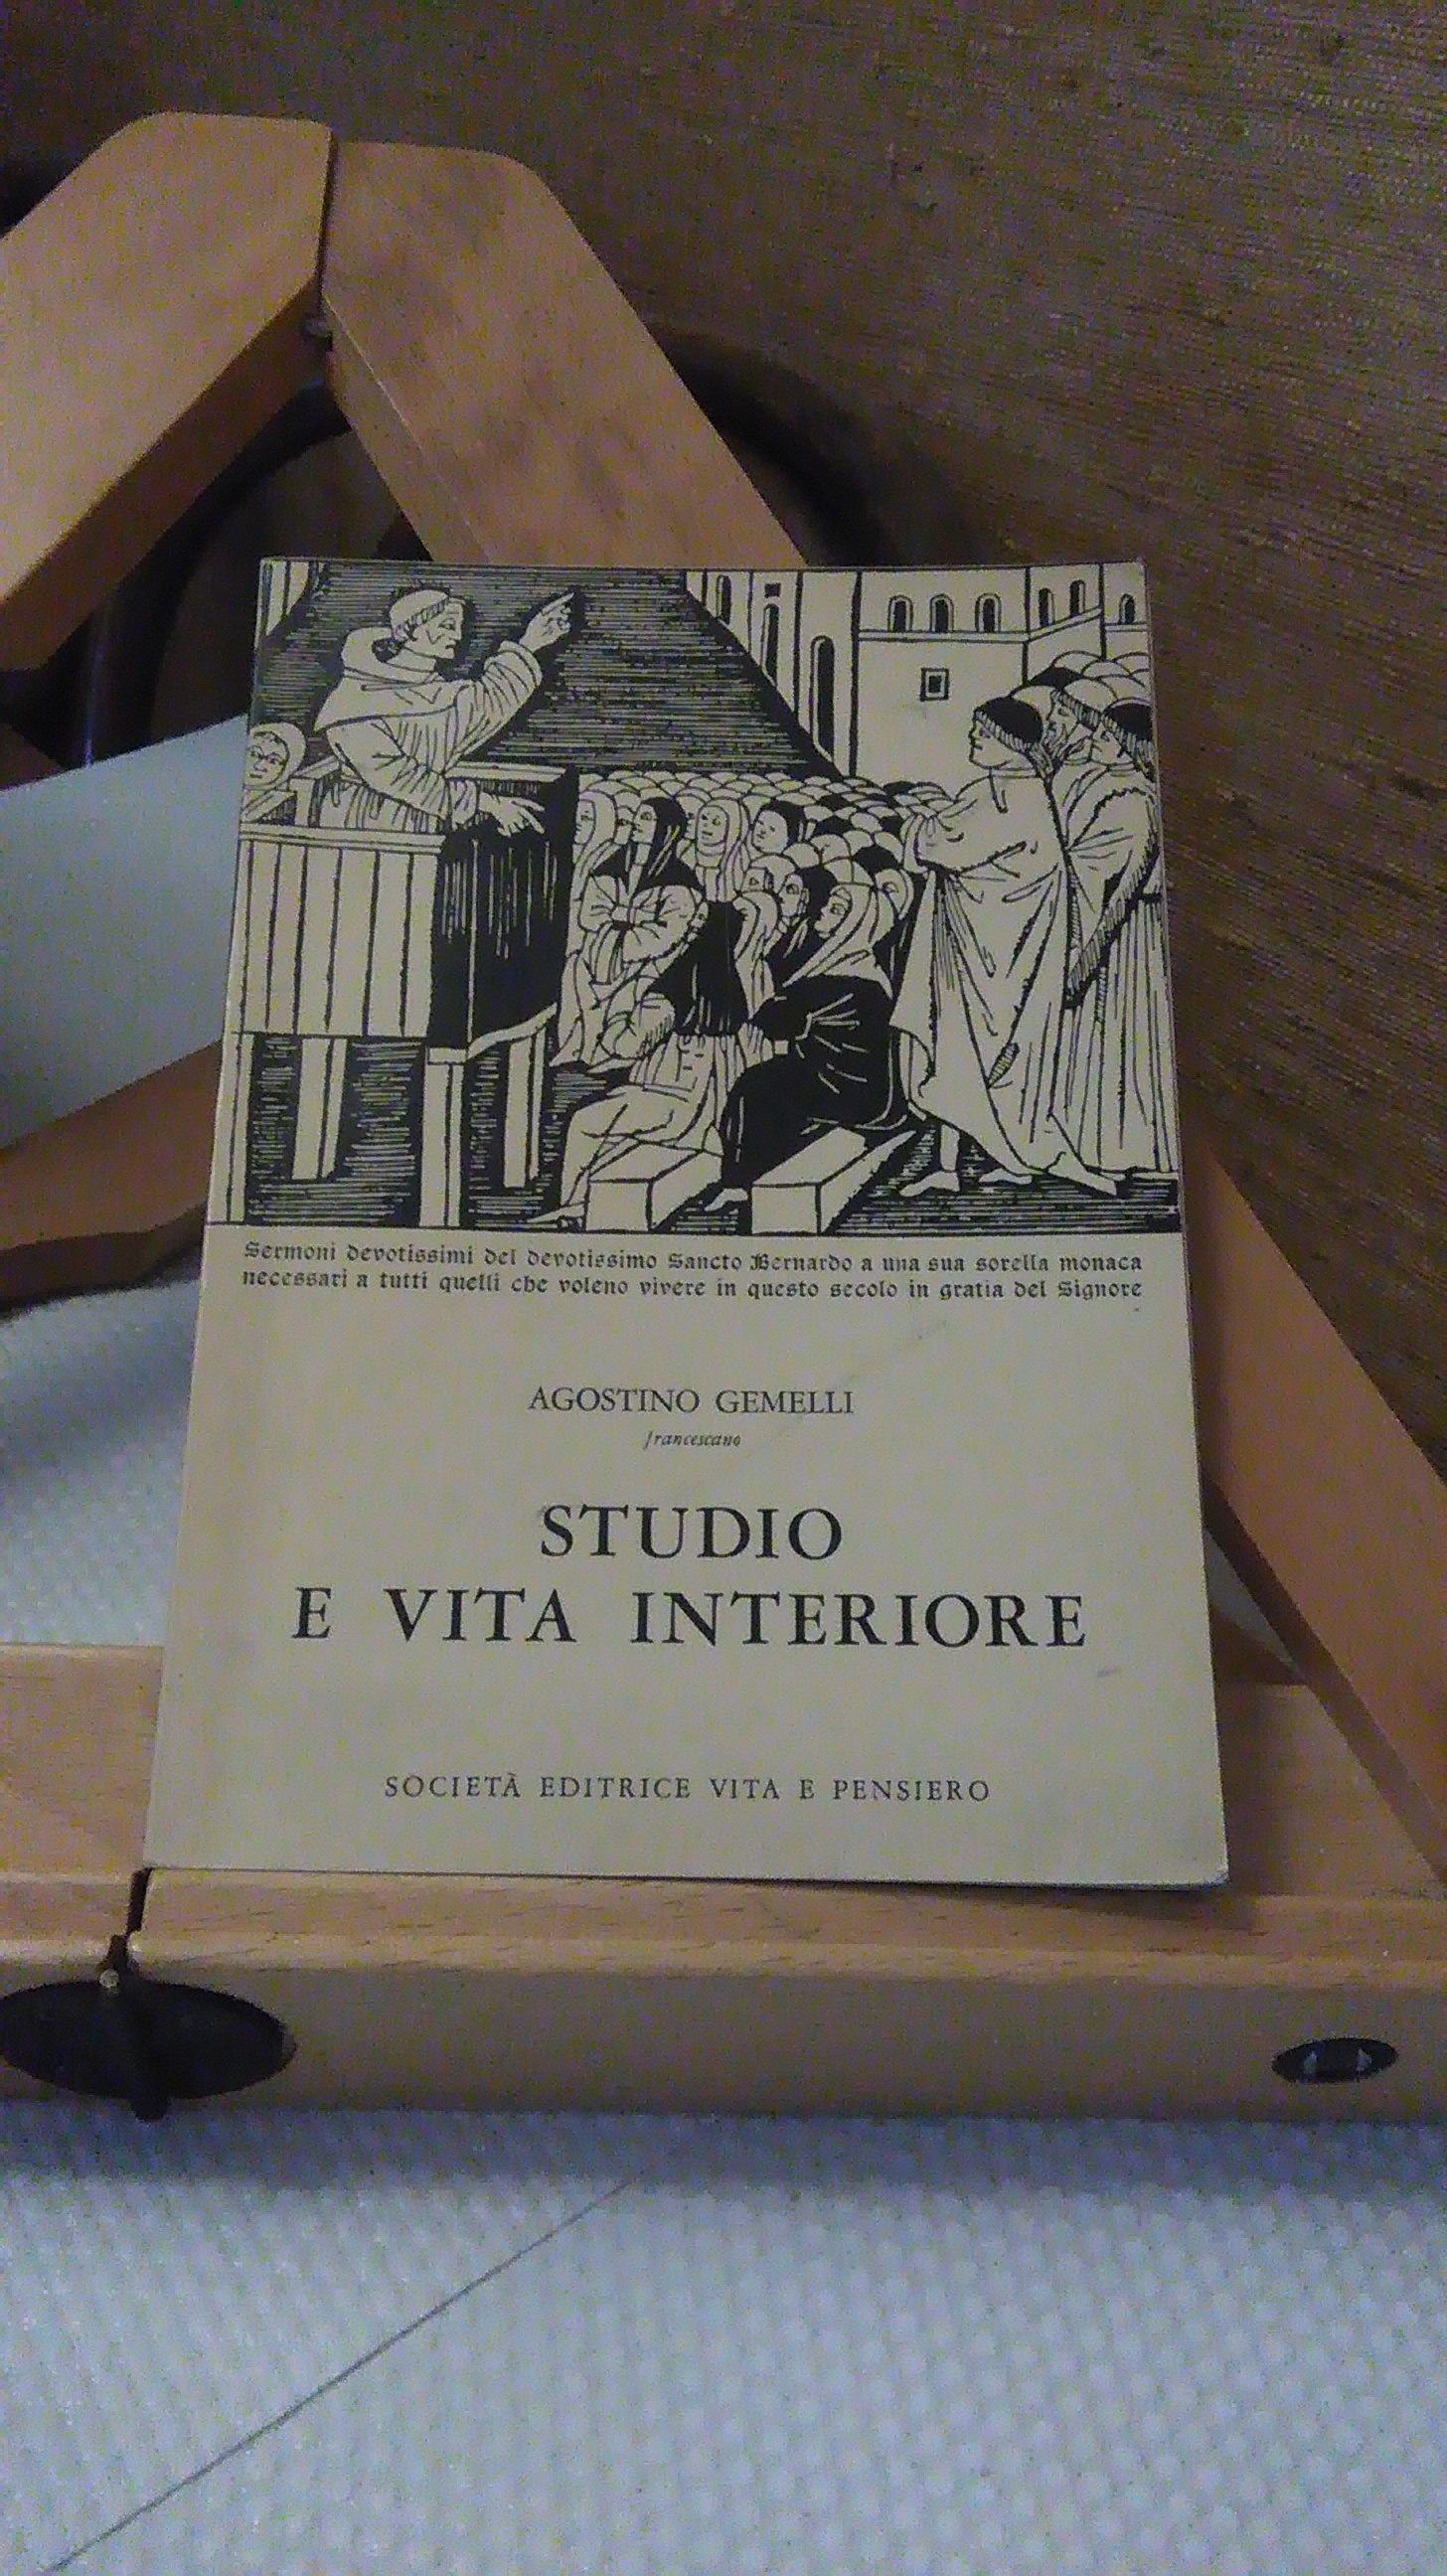 Sermoni devotissimi del devotissimo Sancto Bernardo a una sua sorella monaca
necessari a tutti quelli che voleno vivere in questo secolo in gratia del Signore
AGOSTINO GEMELLI
francescano
STUDIO
E VITA INTERIORE
SOCIETÀ EDITRICE VITA E PENSIERO